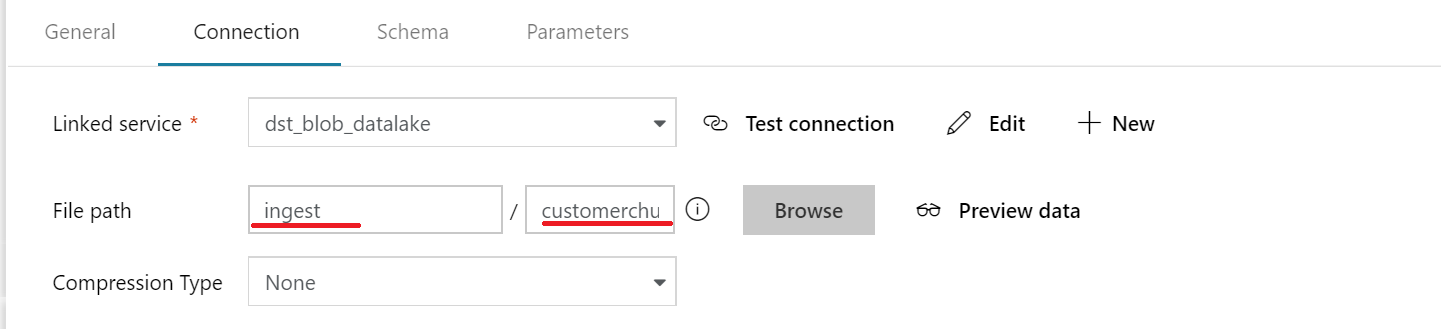 General Connection Schema Parameters
Linked service * dst_blob_datalake Test connection Edit + New
File path ingest / customerchu Browse Preview data
Compression Type None